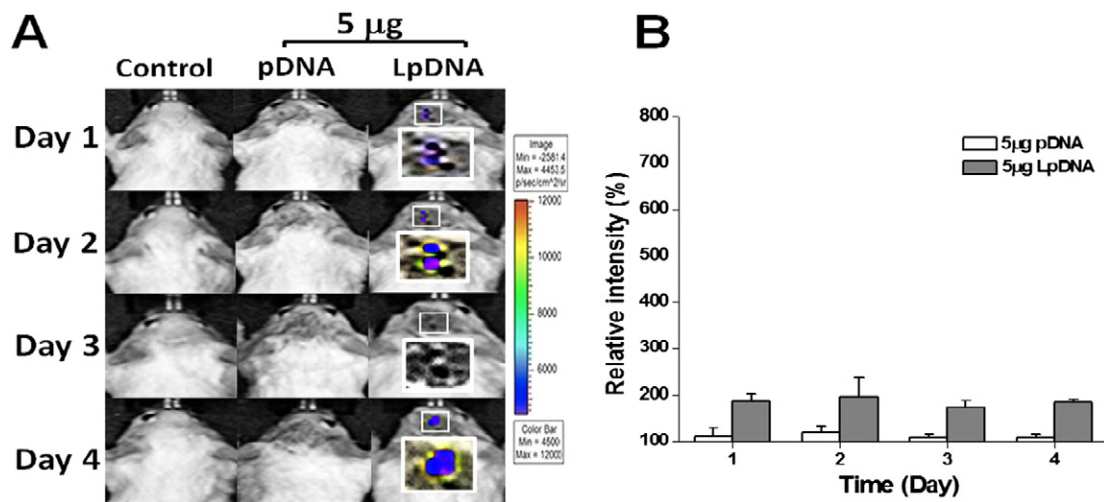 A
5 µg
Control
pDNA
LpDNA
Day 1
Day 2
Day 3
Day 4
Image
Min = -2581.4
Max = 4453.5
p/sec/cm^2/sr
12000
10000
8000
6000
Color Bar
Min = 4500
Max = 12000
B
800
700
600
500
400
300
200
100
Relative intensity (%)
5µg pDNA
5µg LpDNA
1
2
3
4
Time (Day)